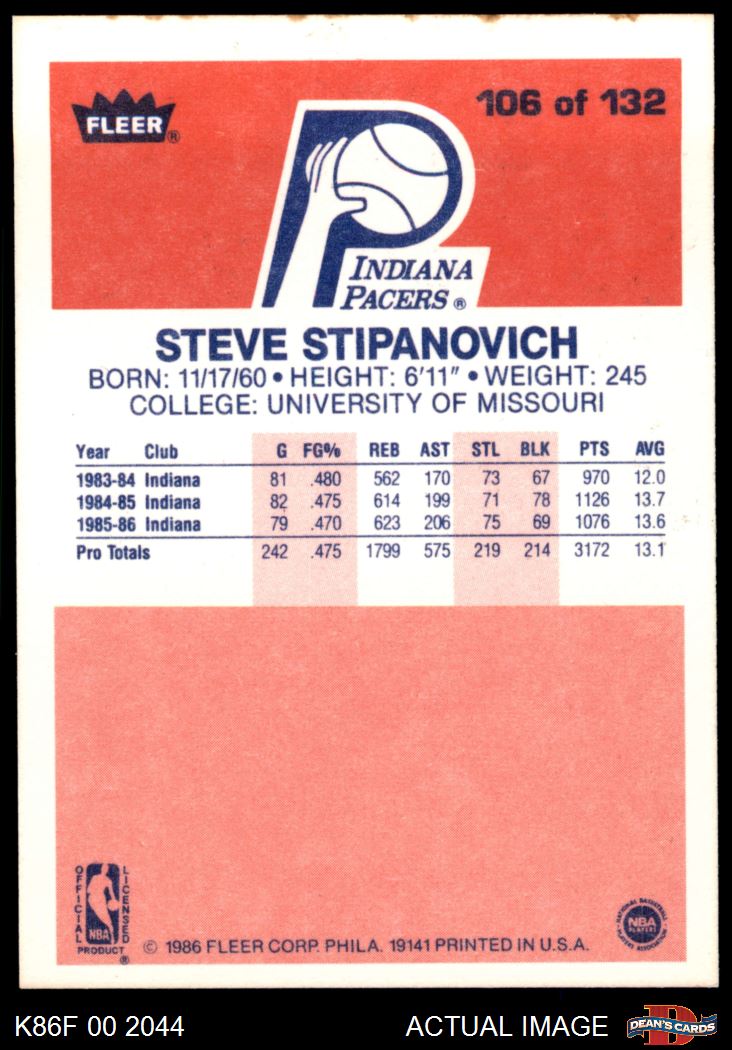 FLEER ®
106 of 132
INDIANA
PACERS ®
STEVE STIPANOVICH
BORN: 11/17/60 • HEIGHT: 6'11" • WEIGHT: 245
COLLEGE: UNIVERSITY OF MISSOURI
Year Club G FG% REB AST STL BLK PTS AVG
1983-84 Indiana 81 .480 562 170 73 67 970 12.0
1984-85 Indiana 82 .475 614 199 71 78 1126 13.7
1985-86 Indiana 79 .470 623 206 75 69 1076 13.6
Pro Totals 242 .475 1799 575 219 214 3172 13.1
OFFICIAL
LICENSED
NBA
PRODUCT ®
© 1986 FLEER CORP. PHILA. 19141 PRINTED IN U.S.A.
NATIONAL BASKETBALL
NBA
PLAYERS
PLAYERS ASSOCIATION
K86F 00 2044
ACTUAL IMAGE
D
DEAN'S CARDS